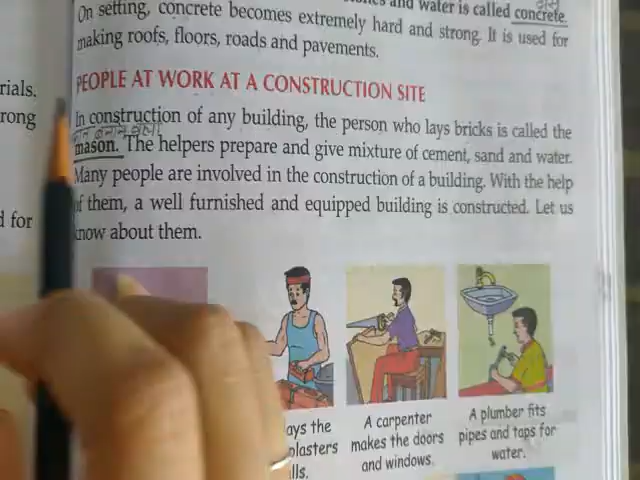 and water is called concrete.
On setting, concrete becomes extremely hard and strong. It is used for
making roofs, floors, roads and pavements.
rials.
rong
PEOPLE AT WORK AT A CONSTRUCTION SITE
In construction of any building, the person who lays bricks is called the
mason. The helpers prepare and give mixture of cement, sand and water.
Many people are involved in the construction of a building. With the help
of them, a well furnished and equipped building is constructed. Let us
know about them.
d for
ays the
plasters
lls.
A carpenter
makes the doors
and windows.
A plumber fits
pipes and taps for
water.